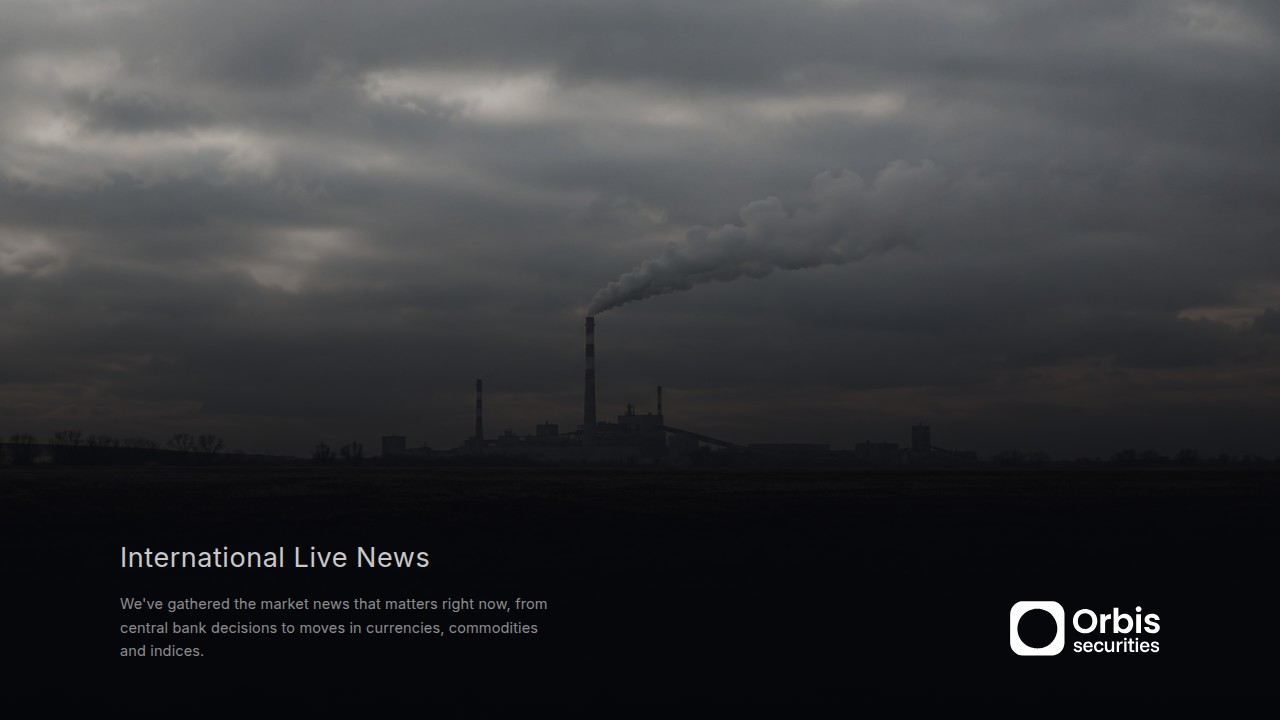 International Live News
We've gathered the market news that matters right now, from
central bank decisions to moves in currencies, commodities
and indices.
Orbis
securities